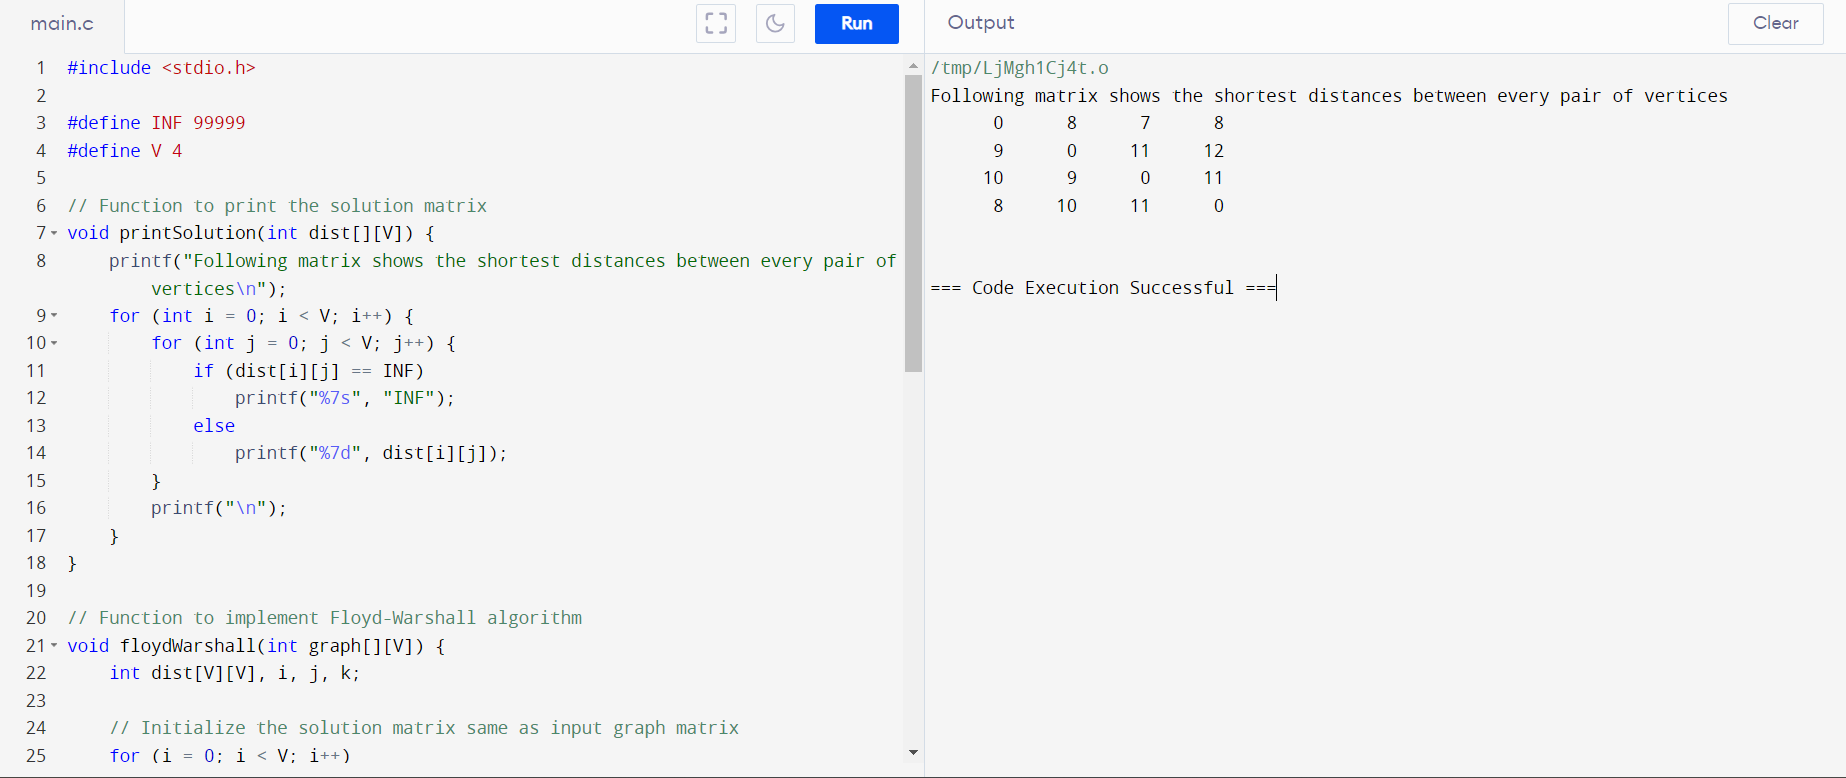 main.c
Run
1 #include <stdio.h>
2
3 #define INF 99999
4 #define V 4
5
6 // Function to print the solution matrix
7 void printSolution(int dist[][V]) {
8     printf("Following matrix shows the shortest distances between every pair of
        vertices\n");
9     for (int i = 0; i < V; i++) {
10         for (int j = 0; j < V; j++) {
11             if (dist[i][j] == INF)
12                 printf("%7s", "INF");
13             else
14                 printf("%7d", dist[i][j]);
15         }
16         printf("\n");
17     }
18 }
19
20 // Function to implement Floyd-Warshall algorithm
21 void floydWarshall(int graph[][V]) {
22     int dist[V][V], i, j, k;
23
24     // Initialize the solution matrix same as input graph matrix
25     for (i = 0; i < V; i++)
Output
Clear
/tmp/LjMgh1Cj4t.o
Following matrix shows the shortest distances between every pair of vertices
      0      8      7      8
      9      0     11     12
     10      9      0     11
      8     10     11      0
=== Code Execution Successful ===